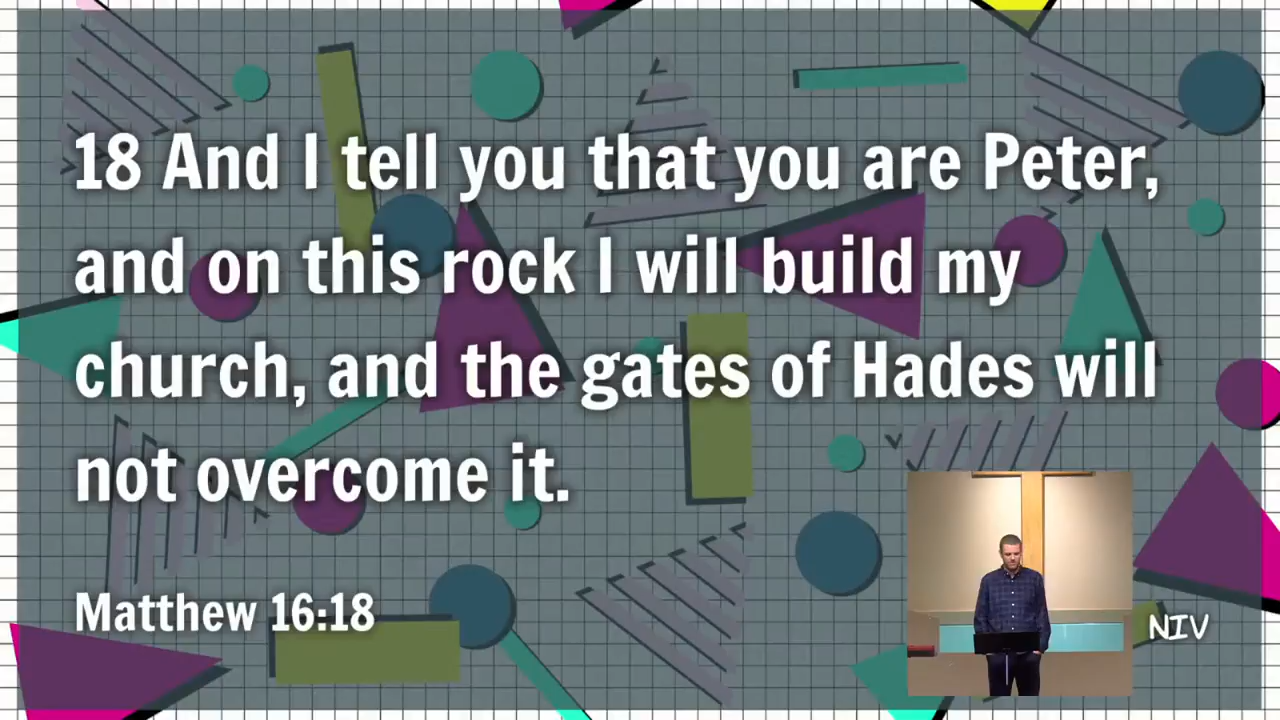 18 And I tell you that you are Peter,
and on this rock I will build my
church, and the gates of Hades will
not overcome it.
Matthew 16:18
NIV